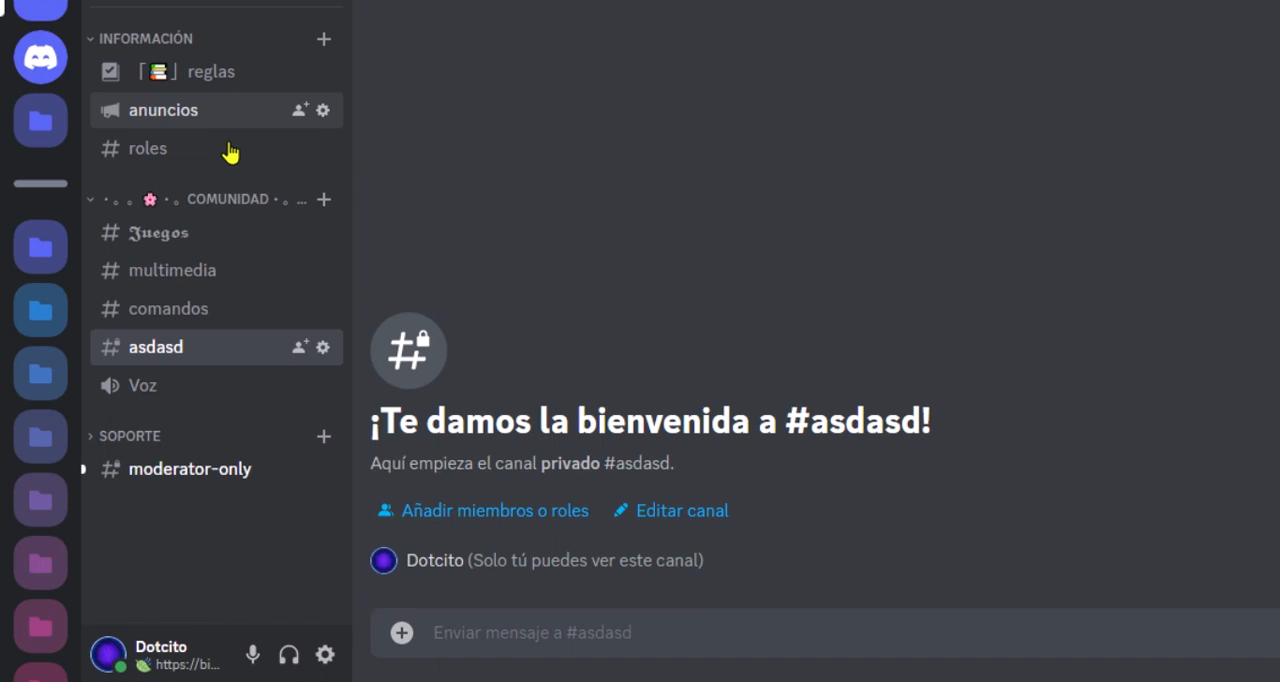 INFORMACIÓN
「📚」reglas
anuncios
roles
・。。🌸・。COMUNIDAD・。...
𝕵𝖚𝖊𝖌𝖔𝖘
multimedia
comandos
asdasd
Voz
SOPORTE
moderator-only
Dotcito
https://bi...
¡Te damos la bienvenida a #asdasd!
Aquí empieza el canal privado #asdasd.
Añadir miembros o roles
Editar canal
Dotcito (Solo tú puedes ver este canal)
Enviar mensaje a #asdasd